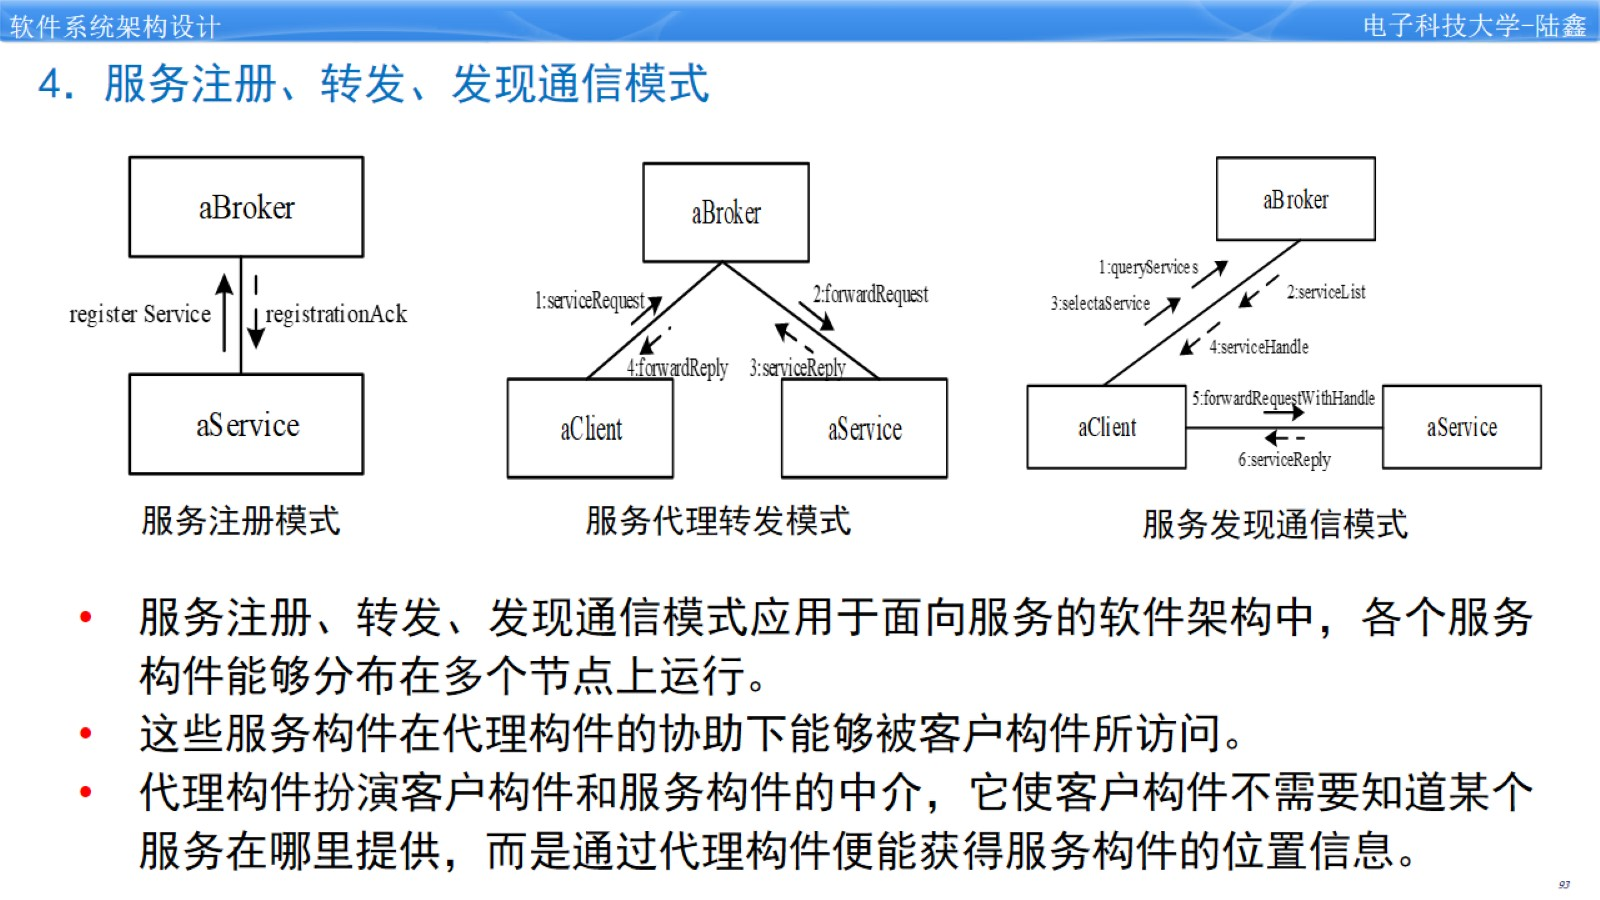 软件系统架构设计
电子科技大学-陆鑫
4. 服务注册、转发、发现通信模式
aBroker
register Service
registrationAck
aService
服务注册模式
aBroker
1:serviceRequest
2:forwardRequest
4:forwardReply
3:serviceReply
aClient
aService
服务代理转发模式
aBroker
1:queryServices
3:selectaService
2:serviceList
4:serviceHandle
5:forwardRequestWithHandle
aClient
aService
6:serviceReply
服务发现通信模式
• 服务注册、转发、发现通信模式应用于面向服务的软件架构中，各个服务
构件能够分布在多个节点上运行。
• 这些服务构件在代理构件的协助下能够被客户构件所访问。
• 代理构件扮演客户构件和服务构件的中介，它使客户构件不需要知道某个
服务在哪里提供，而是通过代理构件便能获得服务构件的位置信息。
93